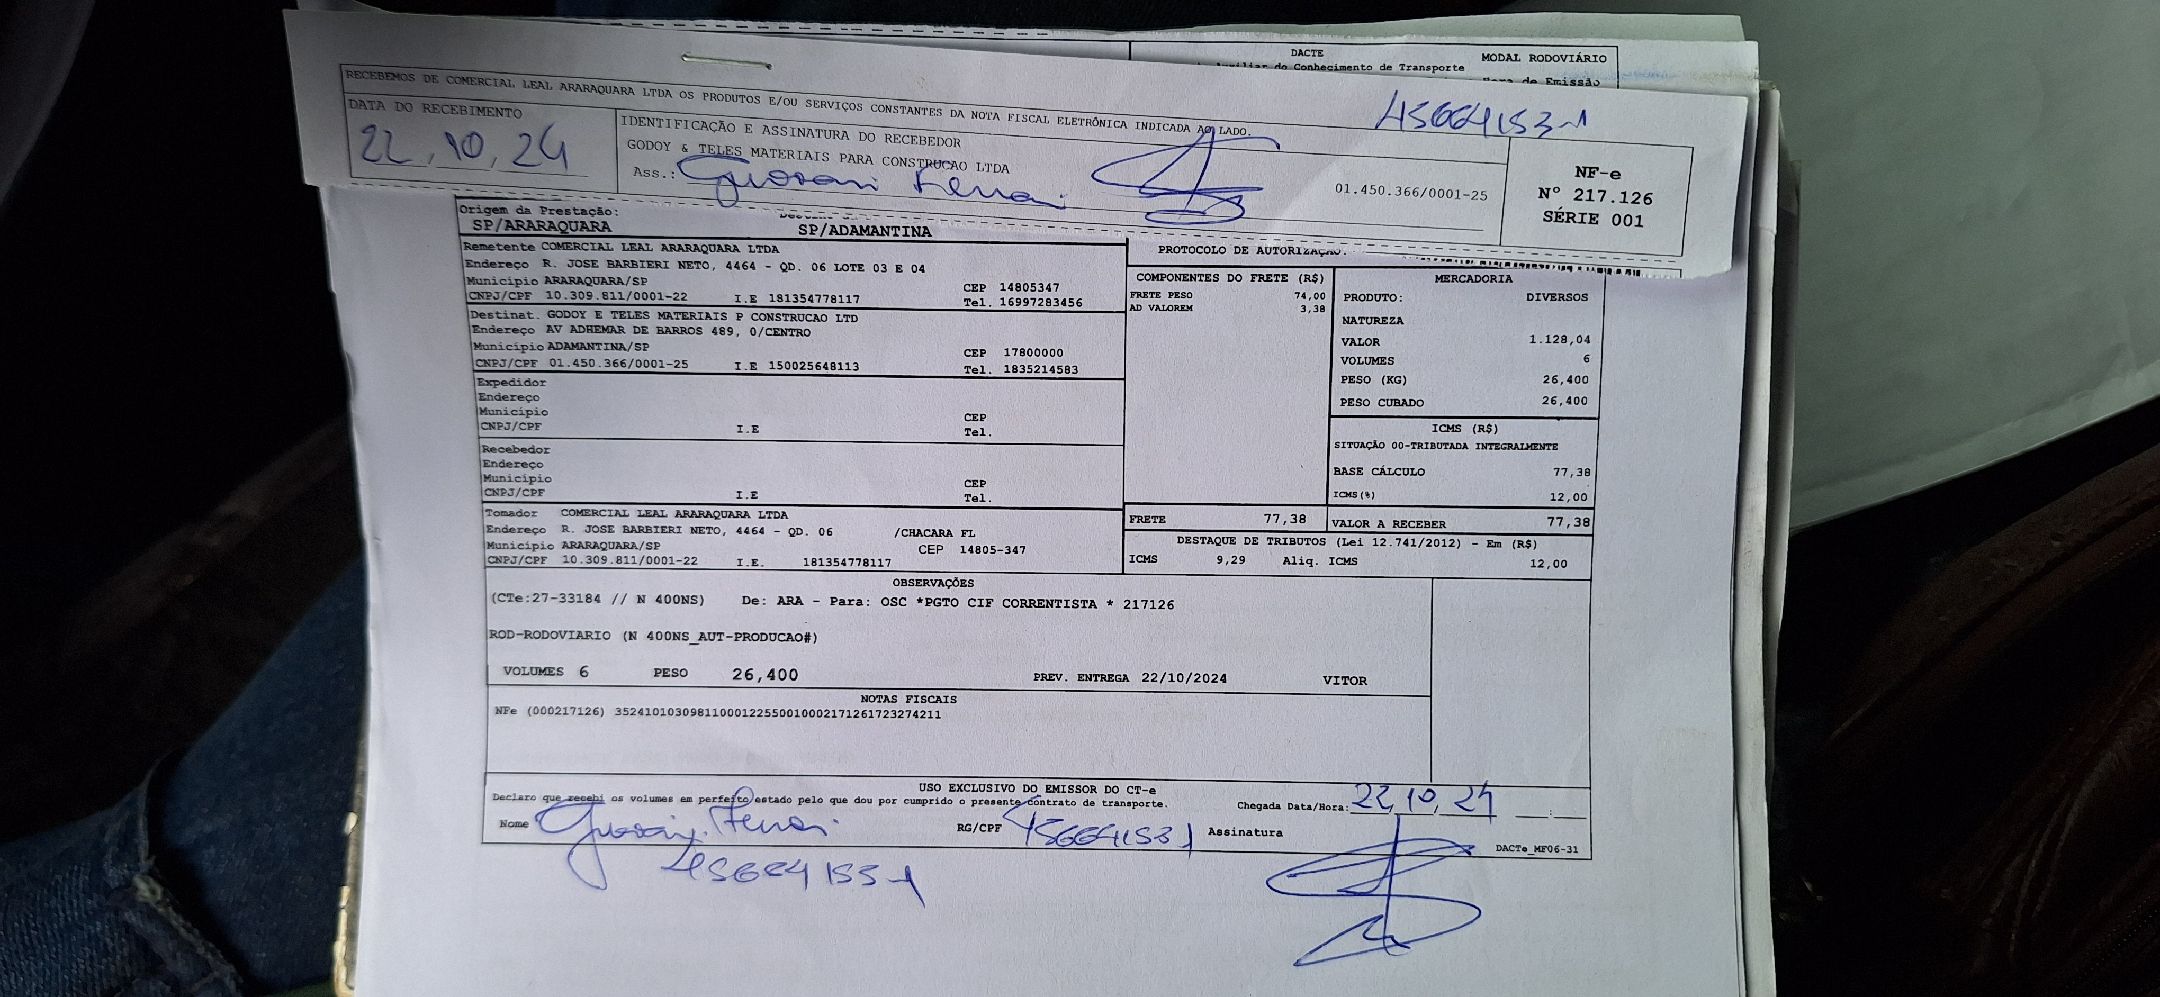 DACTE
MODAL RODOVIÁRIO
Auxiliar do Conhecimento de Transporte
de Emissão
RECEBEMOS DE COMERCIAL LEAL ARARAQUARA LTDA OS PRODUTOS E/OU SERVIÇOS CONSTANTES DA NOTA FISCAL ELETRÔNICA INDICADA AO LADO.
DATA DO RECEBIMENTO
22,10,24
IDENTIFICAÇÃO E ASSINATURA DO RECEBEDOR
GODOY & TELES MATERIAIS PARA CONSTRUCAO LTDA
Ass.:
01.450.366/0001-25
NF-e
Nº 217.126
SÉRIE 001
Origem da Prestação:
SP/ARARAQUARA
SP/ADAMANTINA
Remetente COMERCIAL LEAL ARARAQUARA LTDA
Endereço R. JOSE BARBIERI NETO, 4464 - QD. 06 LOTE 03 E 04
Município ARARAQUARA/SP CEP 14805347
CNPJ/CPF 10.309.811/0001-22 I.E 181354778117 Tel. 16997283456
Destinat. GODOY E TELES MATERIAIS P CONSTRUCAO LTD
Endereço AV ADHEMAR DE BARROS 489, 0/CENTRO
Município ADAMANTINA/SP CEP 17800000
CNPJ/CPF 01.450.366/0001-25 I.E 150025648113 Tel. 1835214583
Expedidor
Endereço
Município CEP
CNPJ/CPF I.E Tel.
Recebedor
Endereço
Município CEP
CNPJ/CPF I.E Tel.
Tomador COMERCIAL LEAL ARARAQUARA LTDA
Endereço R. JOSE BARBIERI NETO, 4464 - QD. 06 /CHACARA FL
Município ARARAQUARA/SP CEP 14805-347
CNPJ/CPF 10.309.811/0001-22 I.E. 181354778117
PROTOCOLO DE AUTORIZAÇÃO:
COMPONENTES DO FRETE (R$)
FRETE PESO 74,00
AD VALOREM 3,38
FRETE 77,38
MERCADORIA
PRODUTO: DIVERSOS
NATUREZA
VALOR 1.128,04
VOLUMES 6
PESO (KG) 26,400
PESO CUBADO 26,400
ICMS (R$)
SITUAÇÃO 00-TRIBUTADA INTEGRALMENTE
BASE CÁLCULO 77,38
ICMS(%) 12,00
VALOR A RECEBER 77,38
DESTAQUE DE TRIBUTOS (Lei 12.741/2012) - Em (R$)
ICMS 9,29 Aliq. ICMS 12,00
OBSERVAÇÕES
(CTe:27-33184 // N 400NS) De: ARA - Para: OSC *PGTO CIF CORRENTISTA * 217126
ROD-RODOVIARIO (N 400NS_AUT-PRODUCAO#)
VOLUMES 6 PESO 26,400 PREV. ENTREGA 22/10/2024 VITOR
NOTAS FISCAIS
NFe (000217126) 35241010309811000122550010002171261723274211
USO EXCLUSIVO DO EMISSOR DO CT-e
Declaro que recebi os volumes em perfeito estado pelo que dou por cumprido o presente contrato de transporte. Chegada Data/Hora: 22,10,24 __:__
Nome RG/CPF Assinatura
DACTe_MF06-31